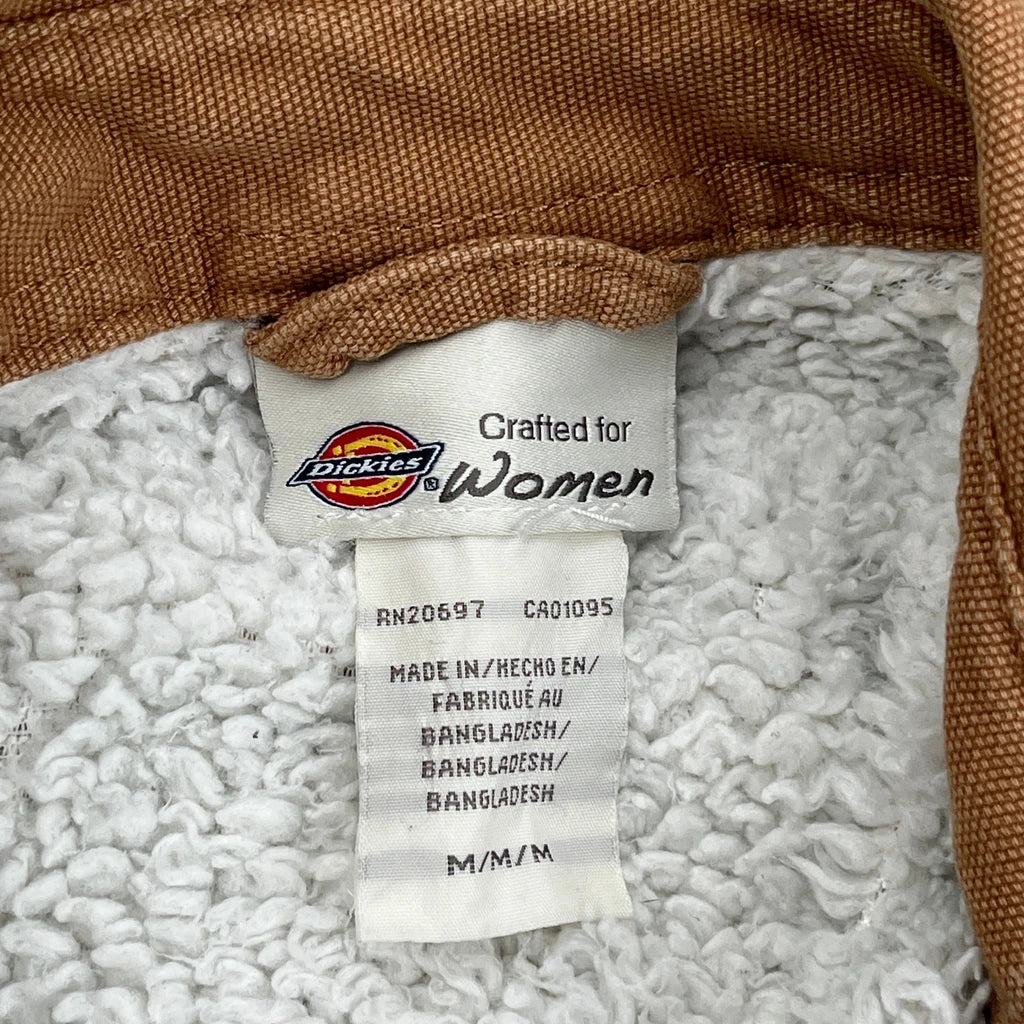 Crafted for
Dickies® Women
RN20697 CA01095
MADE IN/HECHO EN/
FABRIQUÉ AU
BANGLADESH/
BANGLADESH/
BANGLADESH
M/M/M